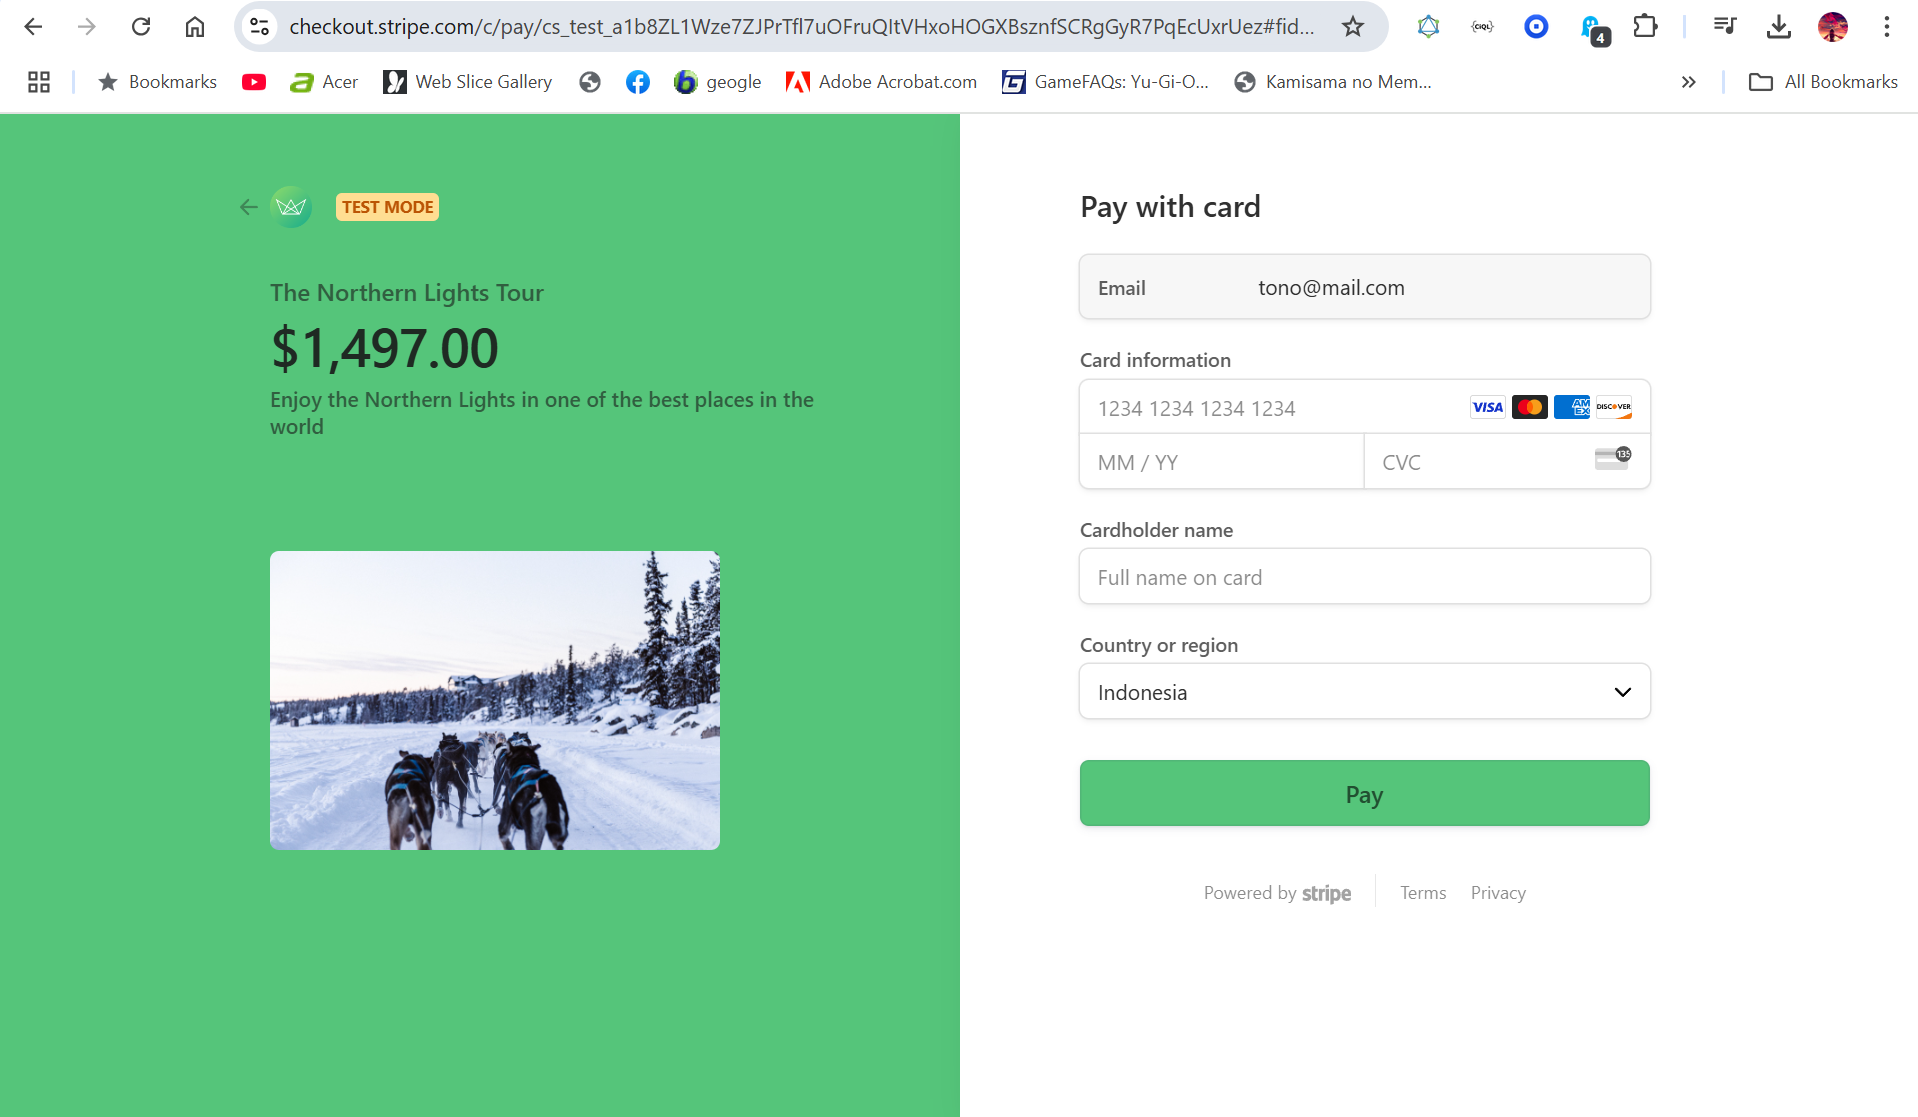 checkout.stripe.com/c/pay/cs_test_a1b8ZL1Wze7ZJPrTfl7uOFruQItVHxoHOGXBsznfSCRgGyR7PqEcUxrUez#fid...
{CIQL}
4
Bookmarks
Acer
Web Slice Gallery
geogle
Adobe Acrobat.com
GameFAQs: Yu-Gi-O...
Kamisama no Mem...
All Bookmarks
TEST MODE
The Northern Lights Tour
$1,497.00
Enjoy the Northern Lights in one of the best places in the
world
Pay with card
Email tono@mail.com
Card information
1234 1234 1234 1234 VISA AM EX DISCOVER
MM / YY CVC 135
Cardholder name
Full name on card
Country or region
Indonesia
Pay
Powered by stripe Terms Privacy